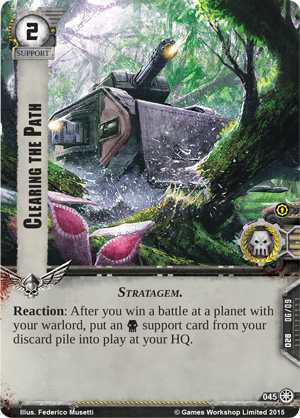 2
SUPPORT
CLEARING THE PATH
STRATAGEM.
Reaction: After you win a battle at a planet with
your warlord, put an support card from your
discard pile into play at your HQ.
06/09
028
045
Illus. Federico Musetti
© Games Workshop Limited 2015